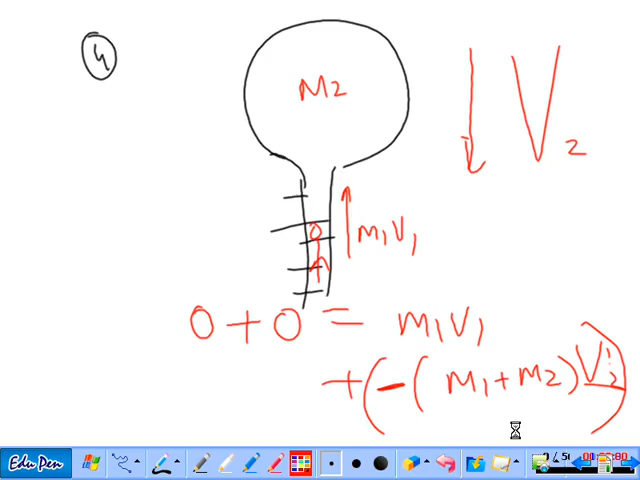 4
M2
V2
m1v1
0 + 0 = m1v1
+ (-(m1+m2)V2)
Edu Pen